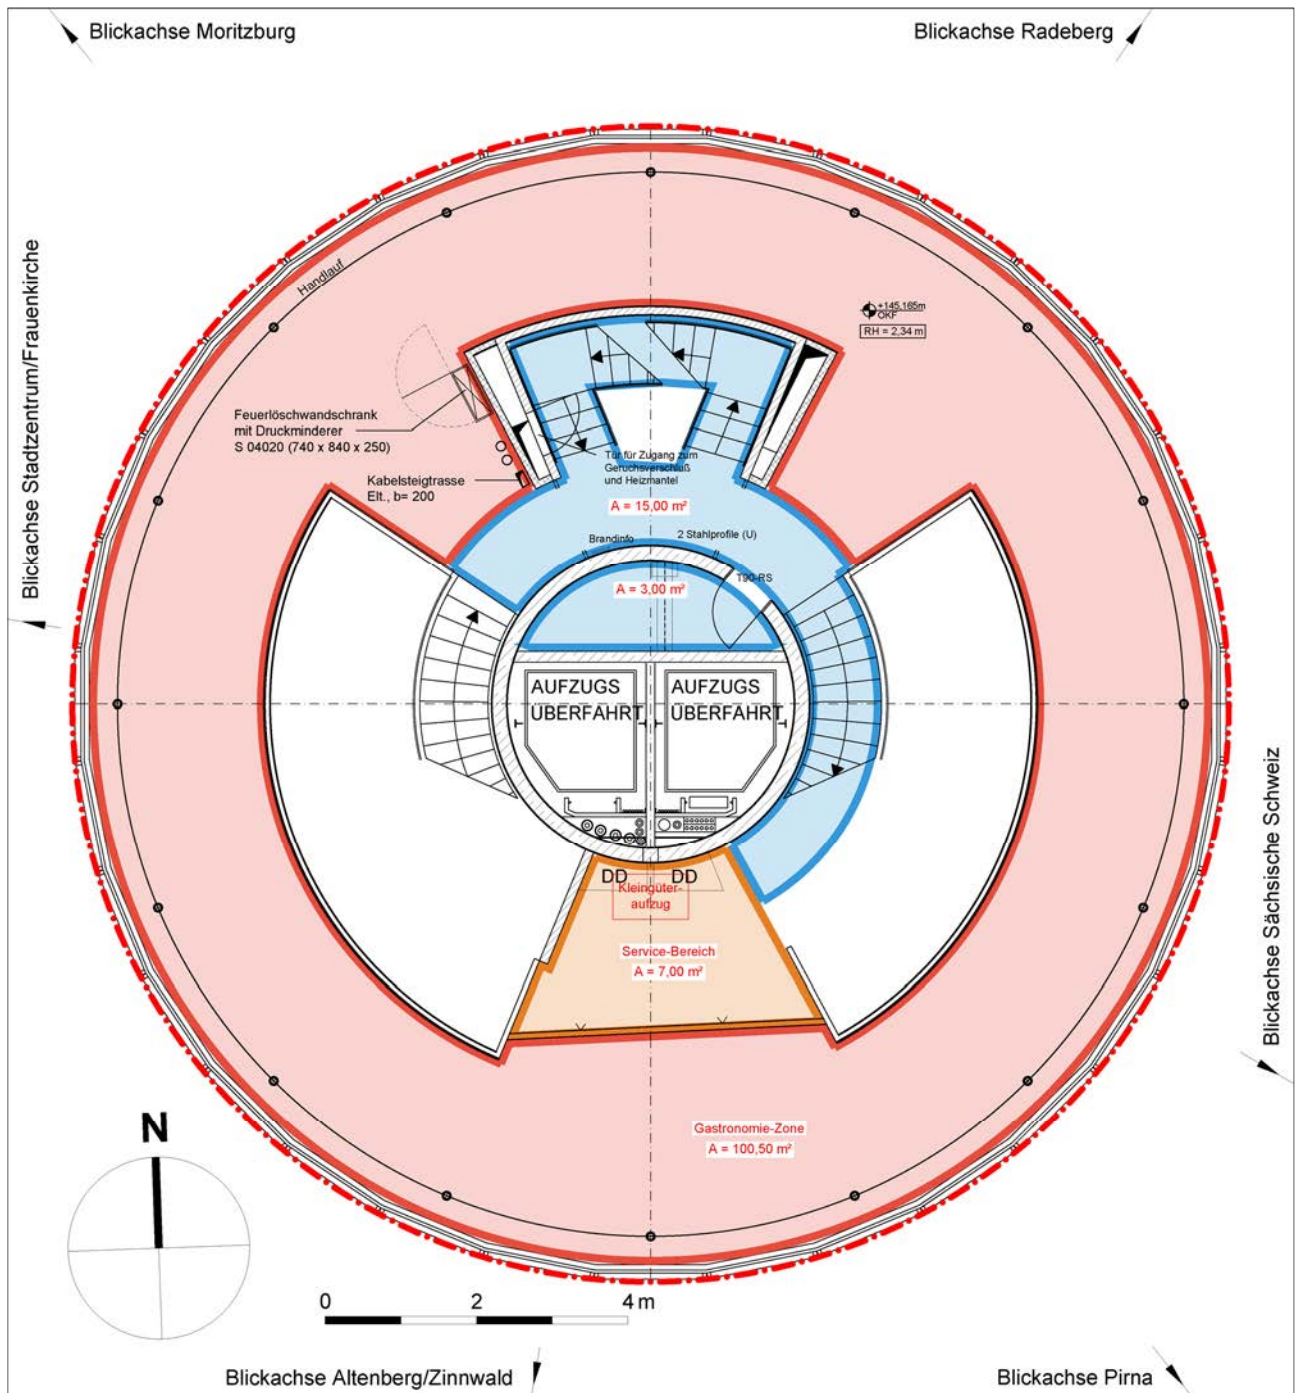 Blickachse Moritzburg
Blickachse Radeberg
Blickachse Stadtzentrum/Frauenkirche
Handlauf
+145.165m
OKF
RH = 2,34 m
Feuerlöschwandschrank
mit Druckminderer
S 04020 (740 x 840 x 250)
Kabelsteigtrasse
Elt., b= 200
Tür für Zugang zum
Geruchsverschluß
und Heizmantel
A = 15,00 m²
Brandinfo
2 Stahlprofile (U)
T90-RS
A = 3,00 m²
AUFZUGS
ÜBERFAHRT
AUFZUGS
ÜBERFAHRT
DD
DD
Kleingüter-
aufzug
Service-Bereich
A = 7,00 m²
Blickachse Sächsische Schweiz
Gastronomie-Zone
A = 100,50 m²
N
0 2 4 m
Blickachse Altenberg/Zinnwald
Blickachse Pirna